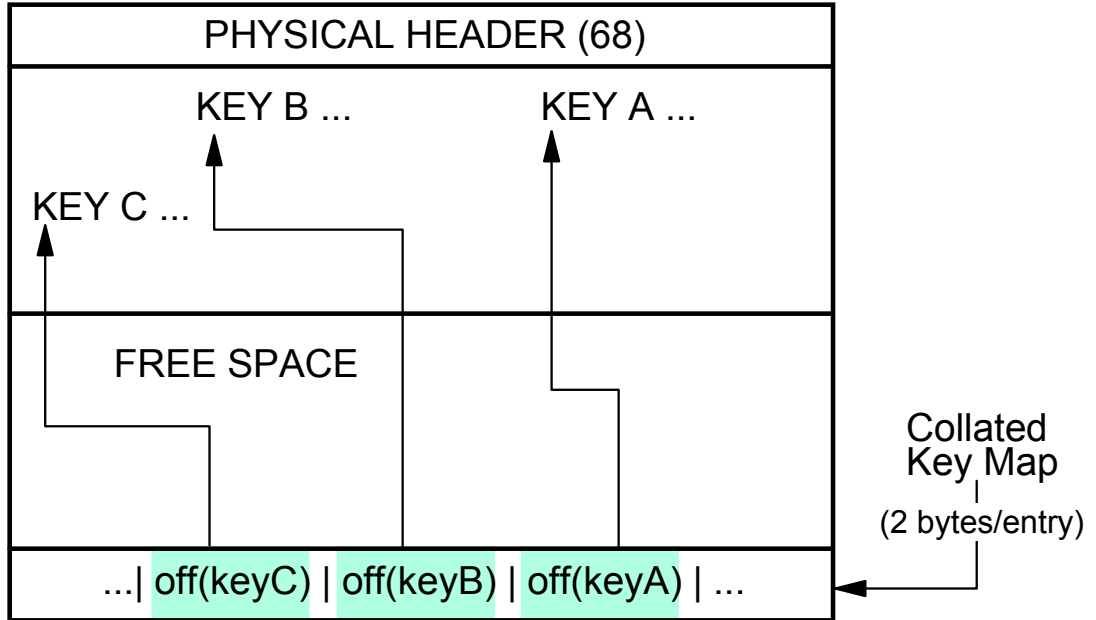 PHYSICAL HEADER (68)
KEY B ... KEY A ...
KEY C ...
FREE SPACE
Collated
Key Map
(2 bytes/entry)
...| off(keyC) | off(keyB) | off(keyA) | ...